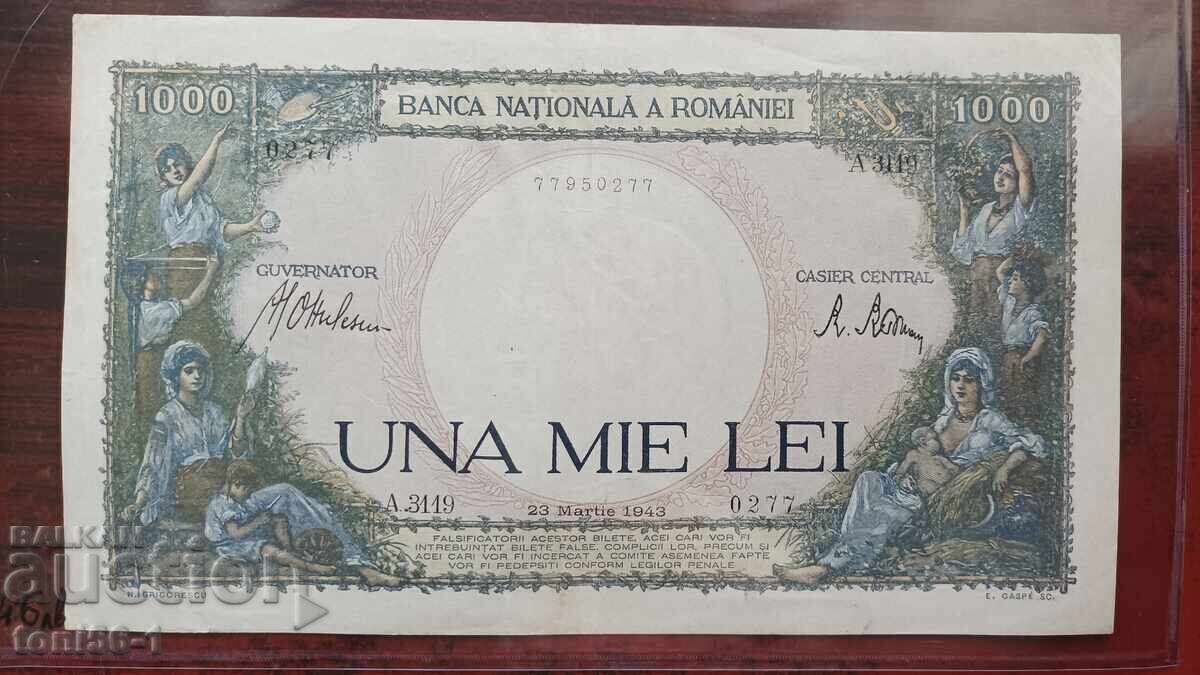 1000
BANCA NAȚIONALĂ A ROMÂNIEI
1000
0277
A 3119
77950277
GUVERNATOR
CASIER CENTRAL
UNA MIE LEI
A.3119
23 Martie 1943
0277
FALSIFICATORII ACESTOR BILETE, ACEI CARI VOR FI
INTREBUINȚAT BILETE FALSE, COMPLICII LOR, PRECUM ȘI
ACEI CARI VOR FI INCERCAT A COMITE ASEMENEA FAPTE
VOR FI PEDEPSIȚI CONFORM LEGILOR PENALE
N. GRIGORESCU
E. GASPÉ SC.
BALKAN
auction
toni36-1